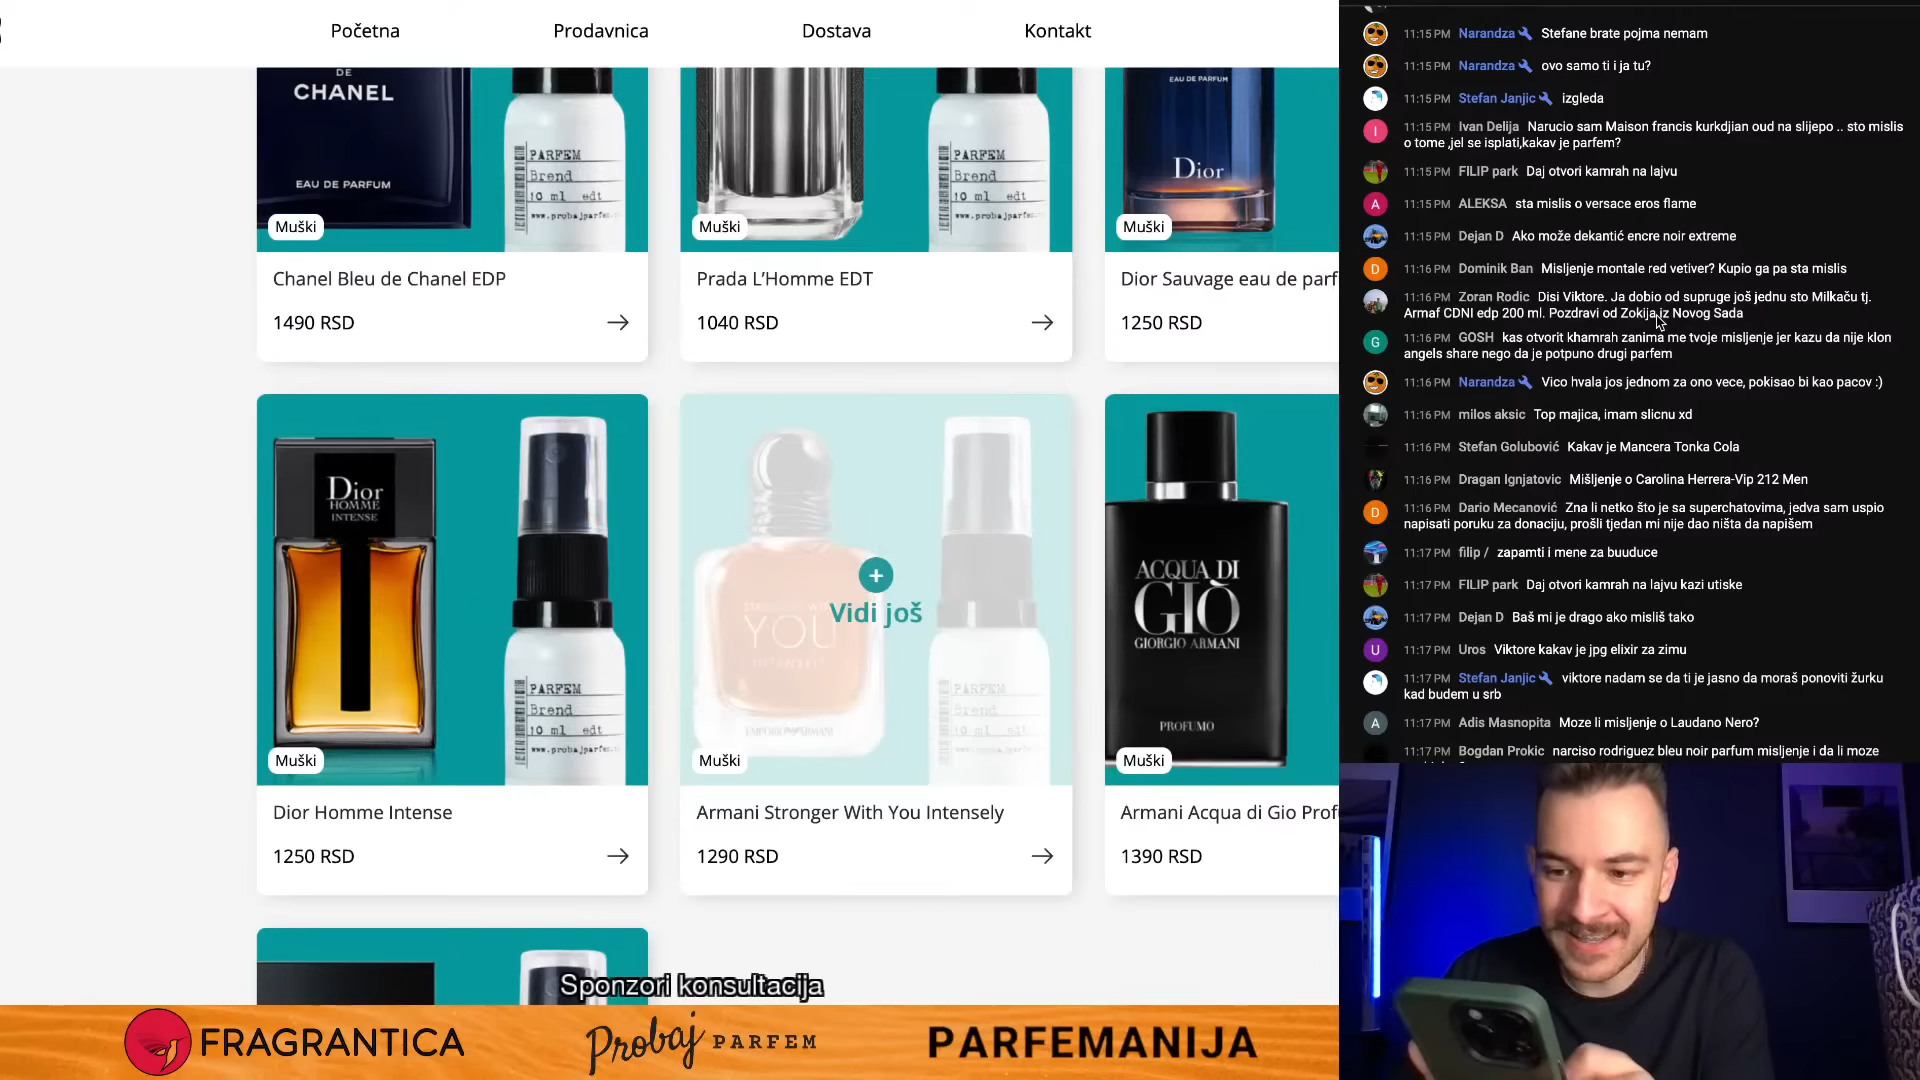 Početna
Prodavnica
Dostava
Kontakt
DE
CHANEL
EAU DE PARFUM
PARFEM
Brend
10 ml edt
Muški
Muški
EAU DE PARFUM
Dior
Muški
Chanel Bleu de Chanel EDP
1490 RSD
Prada L’Homme EDT
1040 RSD
Dior Sauvage eau de parf
1250 RSD
Dior
HOMME
INTENSE
PARFEM
Brend
10 ml edt
Muški
YOU
Vidi još
EMPORIO ARMANI
Muški
ACQUA DI
GIÒ
GIORGIO ARMANI
PROFUMO
Muški
Dior Homme Intense
1250 RSD
Armani Stronger With You Intensely
1290 RSD
Armani Acqua di Gio Prof
1390 RSD
Sponzori konsultacija
FRAGRANTICA
Probaj PARFEM
PARFEMANIJA
11:15 PM Narandza Stefane brate pojma nemam
11:15 PM Narandza ovo samo ti i ja tu?
11:15 PM Stefan Janjic izgleda
11:15 PM Ivan Delija Narucio sam Maison francis kurkdjian oud na slijepo .. sto mislis
o tome ,jel se isplati,kakav je parfem?
11:15 PM FILIP park Daj otvori kamrah na lajvu
11:15 PM ALEKSA sta mislis o versace eros flame
11:15 PM Dejan D Ako može dekantić encre noir extreme
11:16 PM Dominik Ban Misljenje montale red vetiver? Kupio ga pa sta mislis
11:16 PM Zoran Rodic Disi Viktore. Ja dobio od supruge još jednu sto Milkaču tj.
Armaf CDNI edp 200 ml. Pozdravi od Zokija iz Novog Sada
11:16 PM GOSH kas otvorit khamrah zanima me tvoje misljenje jer kazu da nije klon
angels share nego da je potpuno drugi parfem
11:16 PM Narandza Vico hvala jos jednom za ono vece, pokisao bi kao pacov :)
11:16 PM milos aksic Top majica, imam slicnu xd
11:16 PM Stefan Golubović Kakav je Mancera Tonka Cola
11:16 PM Dragan Ignjatovic Mišljenje o Carolina Herrera-Vip 212 Men
11:16 PM Dario Mecanović Zna li netko što je sa superchatovima, jedva sam uspio
napisati poruku za donaciju, prošli tjedan mi nije dao ništa da napišem
11:17 PM filip / zapamti i mene za buuduce
11:17 PM FILIP park Daj otvori kamrah na lajvu kazi utiske
11:17 PM Dejan D Baš mi je drago ako misliš tako
11:17 PM Uros Viktore kakav je jpg elixir za zimu
11:17 PM Stefan Janjic viktore nadam se da ti je jasno da moraš ponoviti žurku
kad budem u srb
11:17 PM Adis Masnopita Moze li misljenje o Laudano Nero?
11:17 PM Bogdan Prokic narciso rodriguez bleu noir parfum misljenje i da li moze